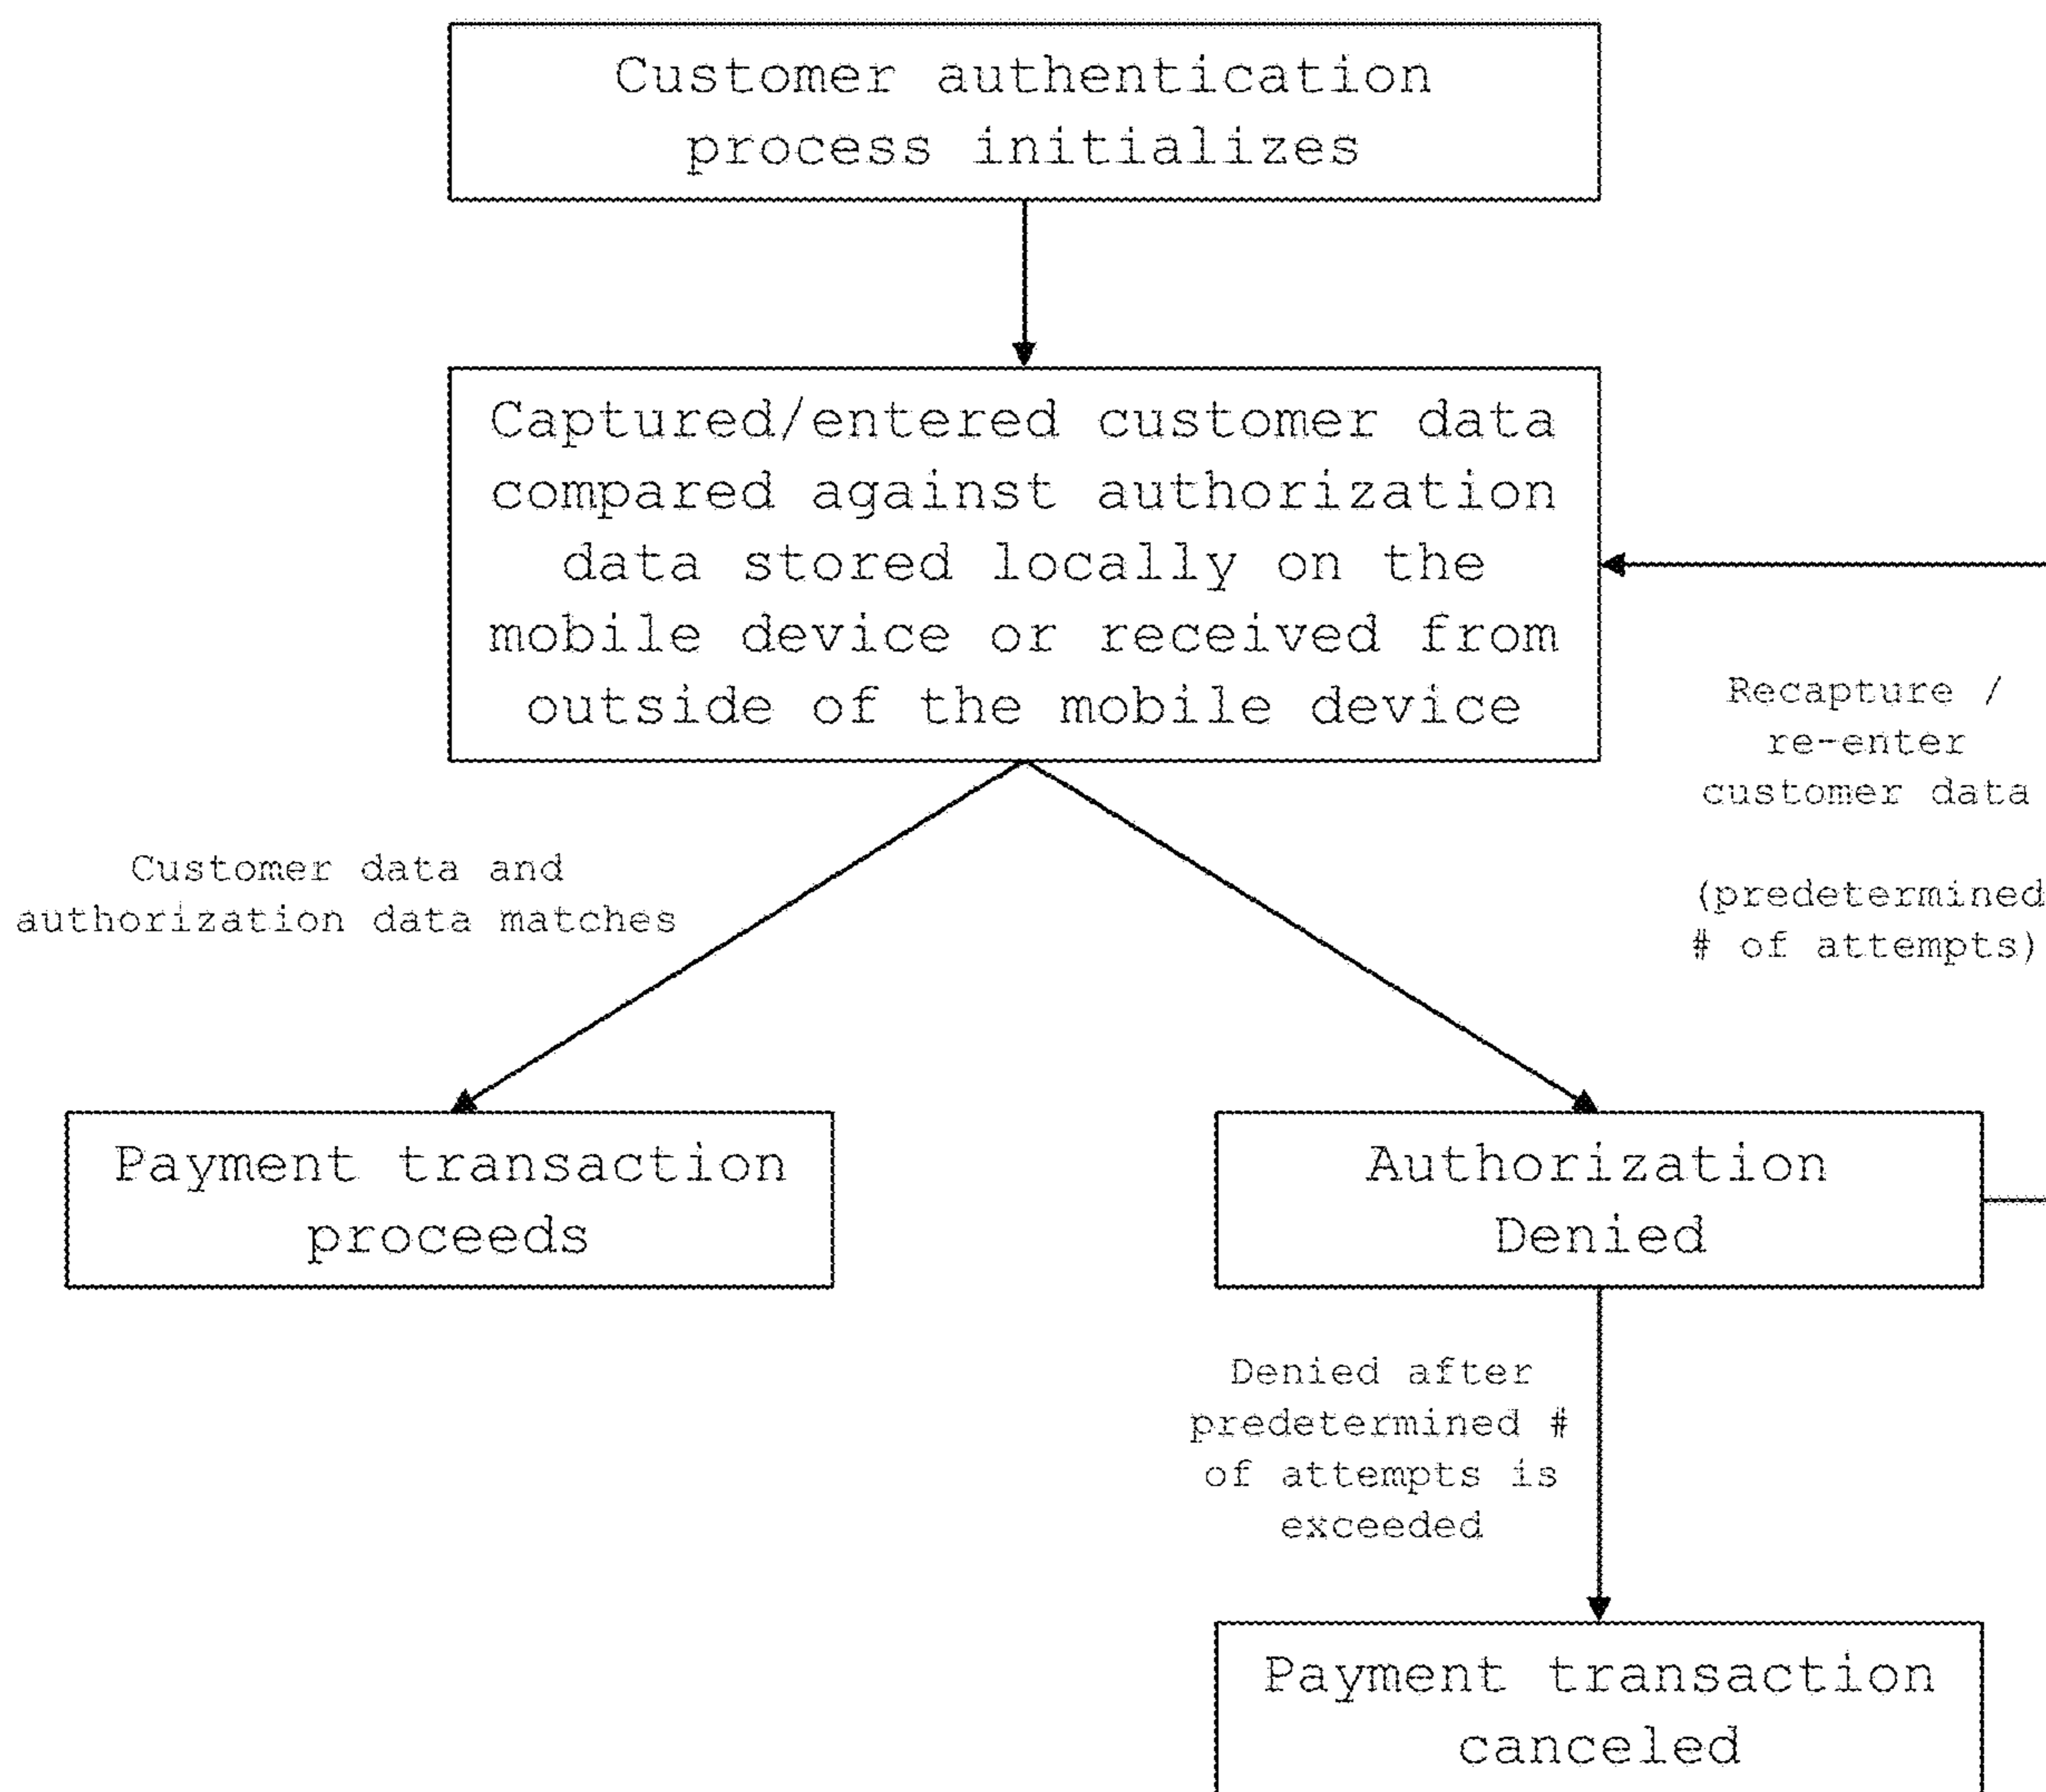 Customer authentication
process initializes
Captured/entered customer data
compared against authorization
data stored locally on the
mobile device or received from
outside of the mobile device
Recapture /
re-enter
customer data
(predetermined
# of attempts)
Customer data and
authorization data matches
Payment transaction
proceeds
Authorization
Denied
Denied after
predetermined #
of attempts is
exceeded
Payment transaction
canceled